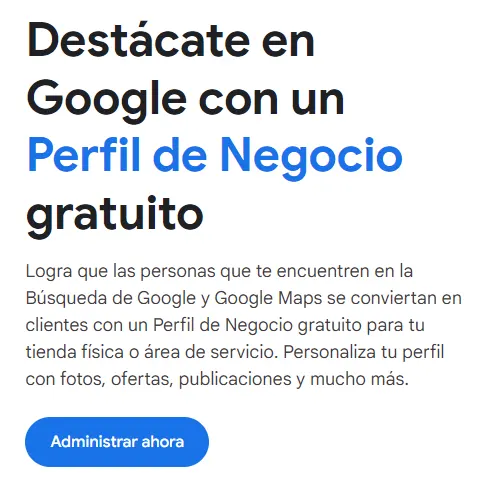 Destácate en
Google con un
Perfil de Negocio
gratuito
Logra que las personas que te encuentren en la
Búsqueda de Google y Google Maps se conviertan en
clientes con un Perfil de Negocio gratuito para tu
tienda física o área de servicio. Personaliza tu perfil
con fotos, ofertas, publicaciones y mucho más.
Administrar ahora